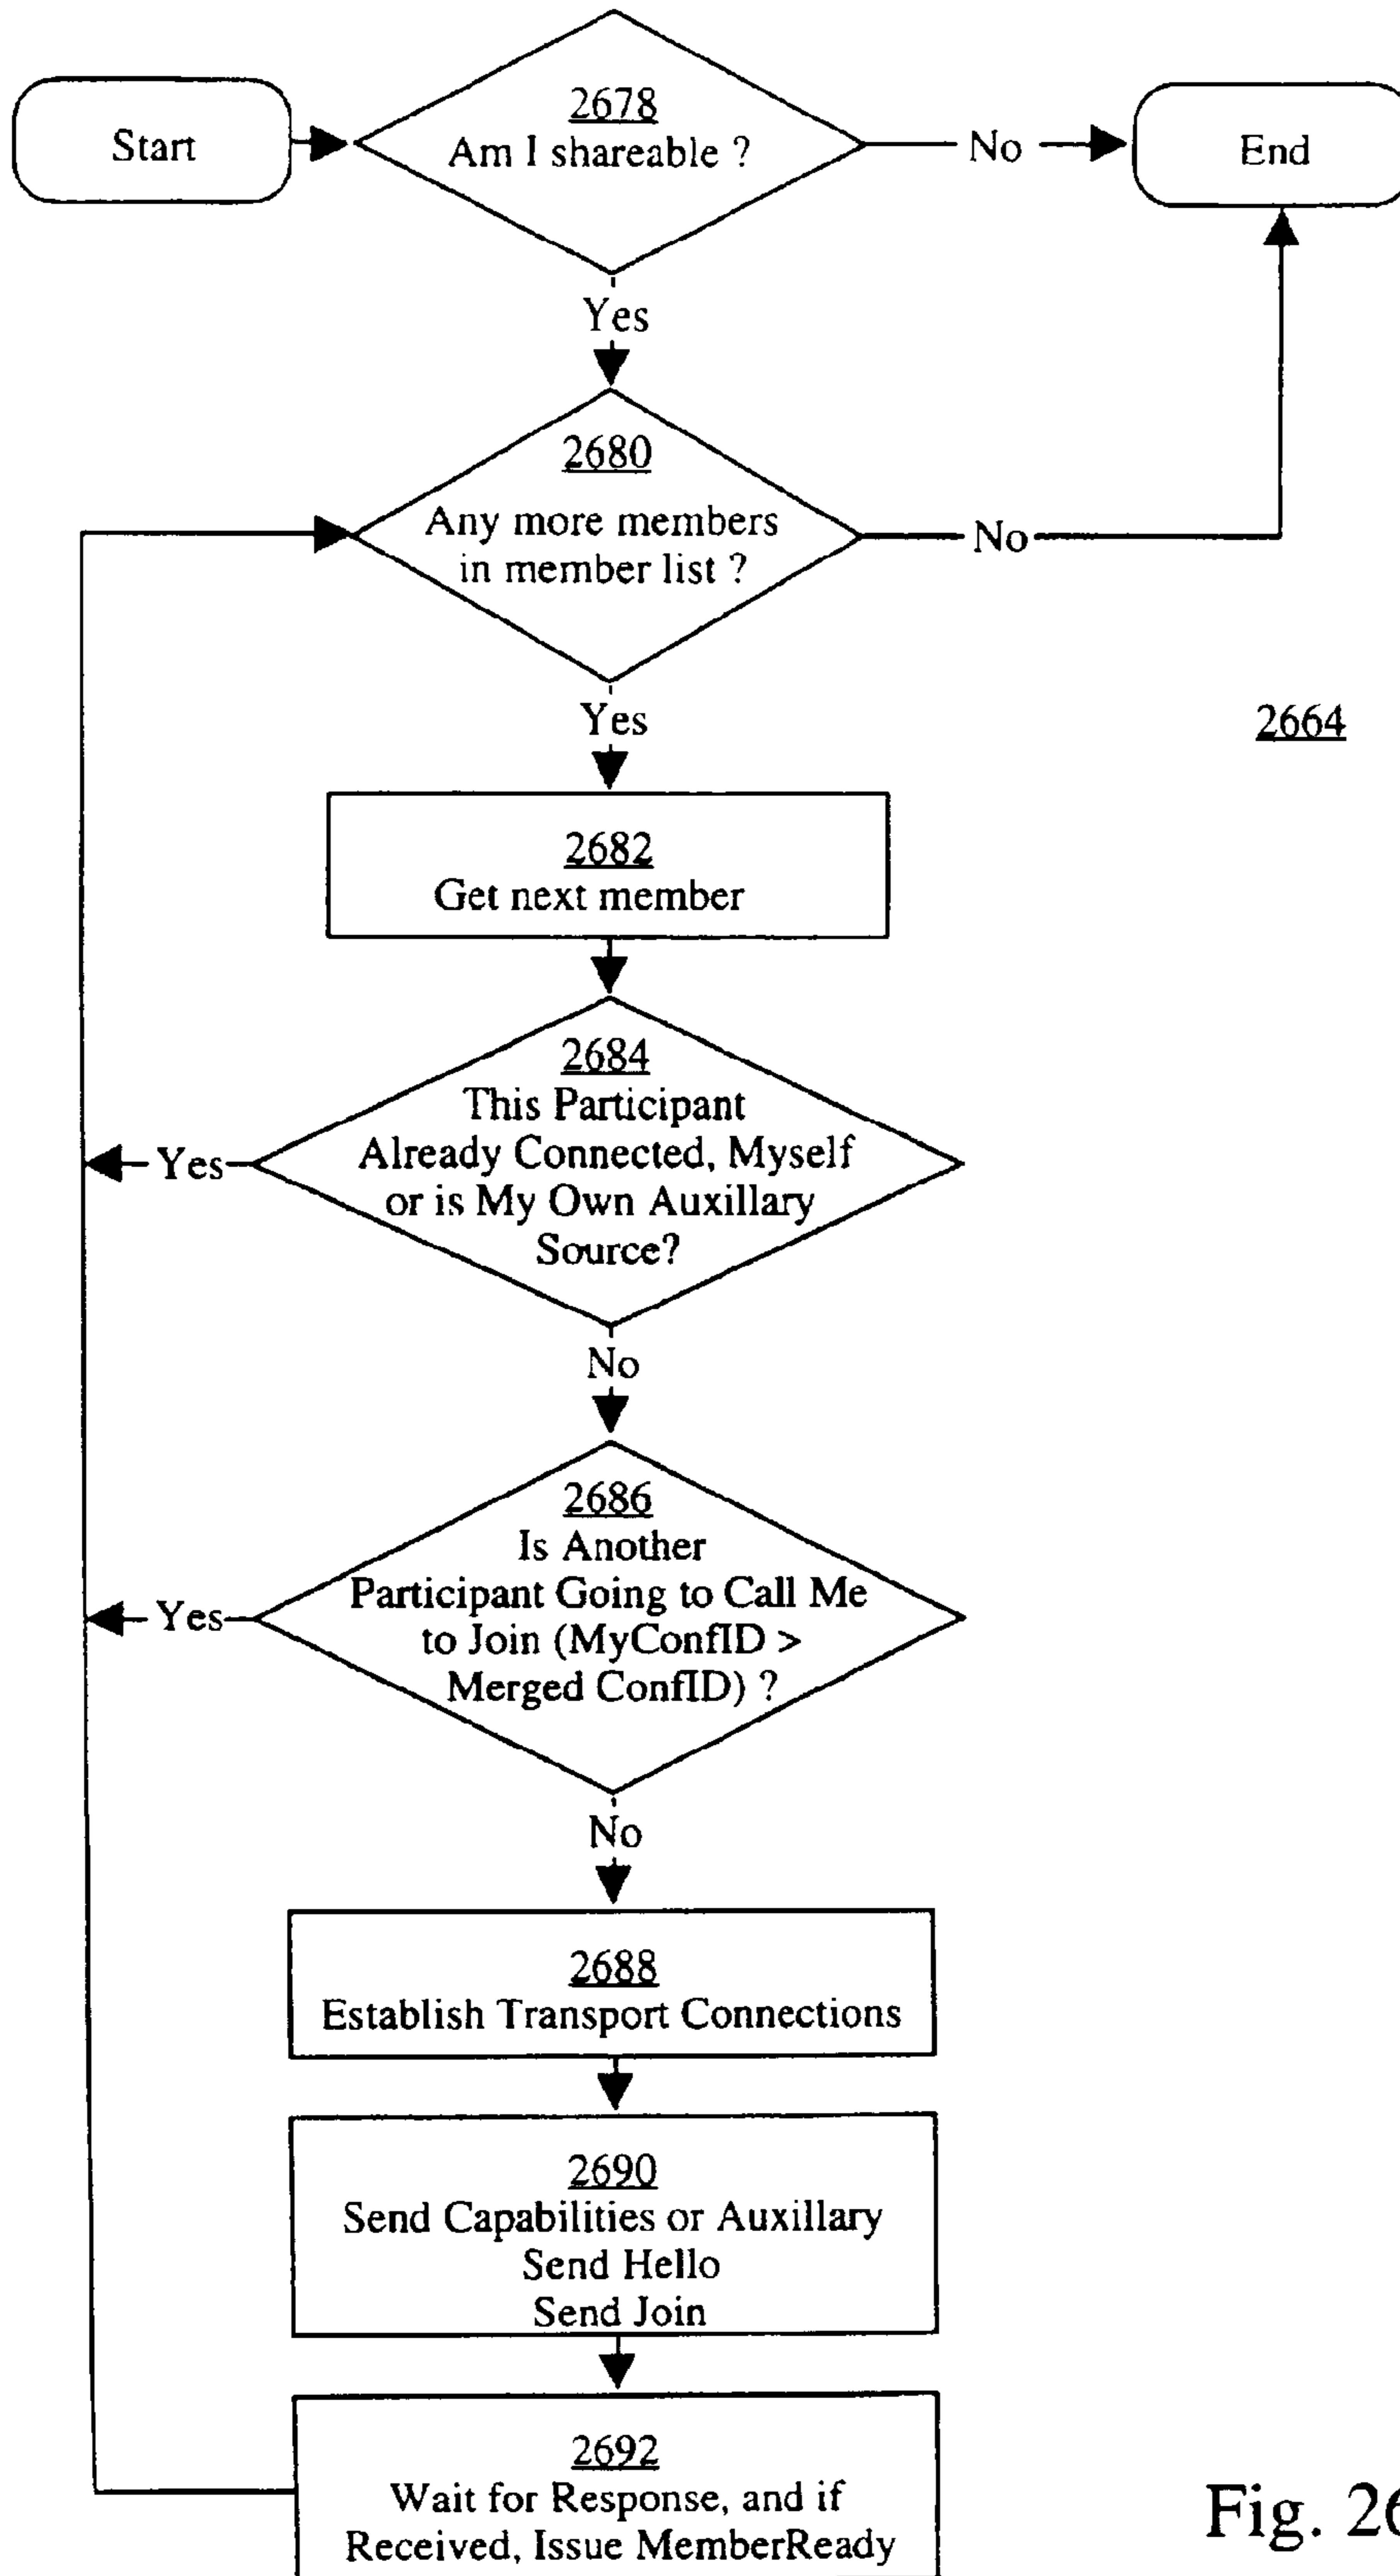 Start
2678
Am I shareable ?
No
End
Yes
2680
Any more members
in member list ?
No
Yes
2664
2682
Get next member
2684
This Participant
Already Connected, Myself
or is My Own Auxillary
Source?
Yes
No
2686
Is Another
Participant Going to Call Me
to Join (MyConfID >
Merged ConfID) ?
Yes
No
2688
Establish Transport Connections
2690
Send Capabilities or Auxillary
Send Hello
Send Join
2692
Wait for Response, and if
Received, Issue MemberReady
Fig. 26